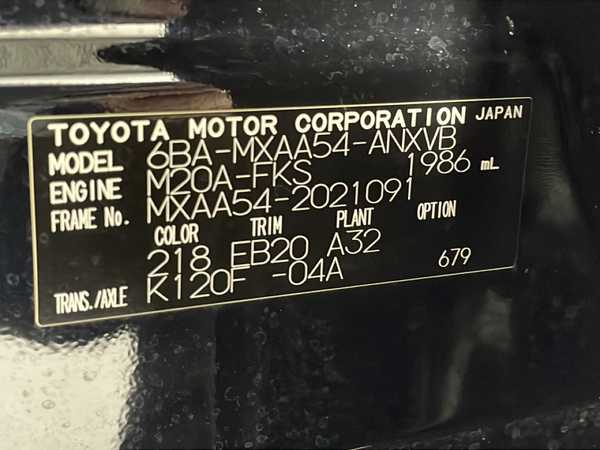 TOYOTA MOTOR CORPORATION JAPAN
MODEL 6BA-MXAA54-ANXVB
ENGINE M20A-FKS 1986 mL
FRAME No. MXAA54-2021091
COLOR TRIM PLANT OPTION
218 EB20 A32
TRANS./AXLE K120F -04A 679